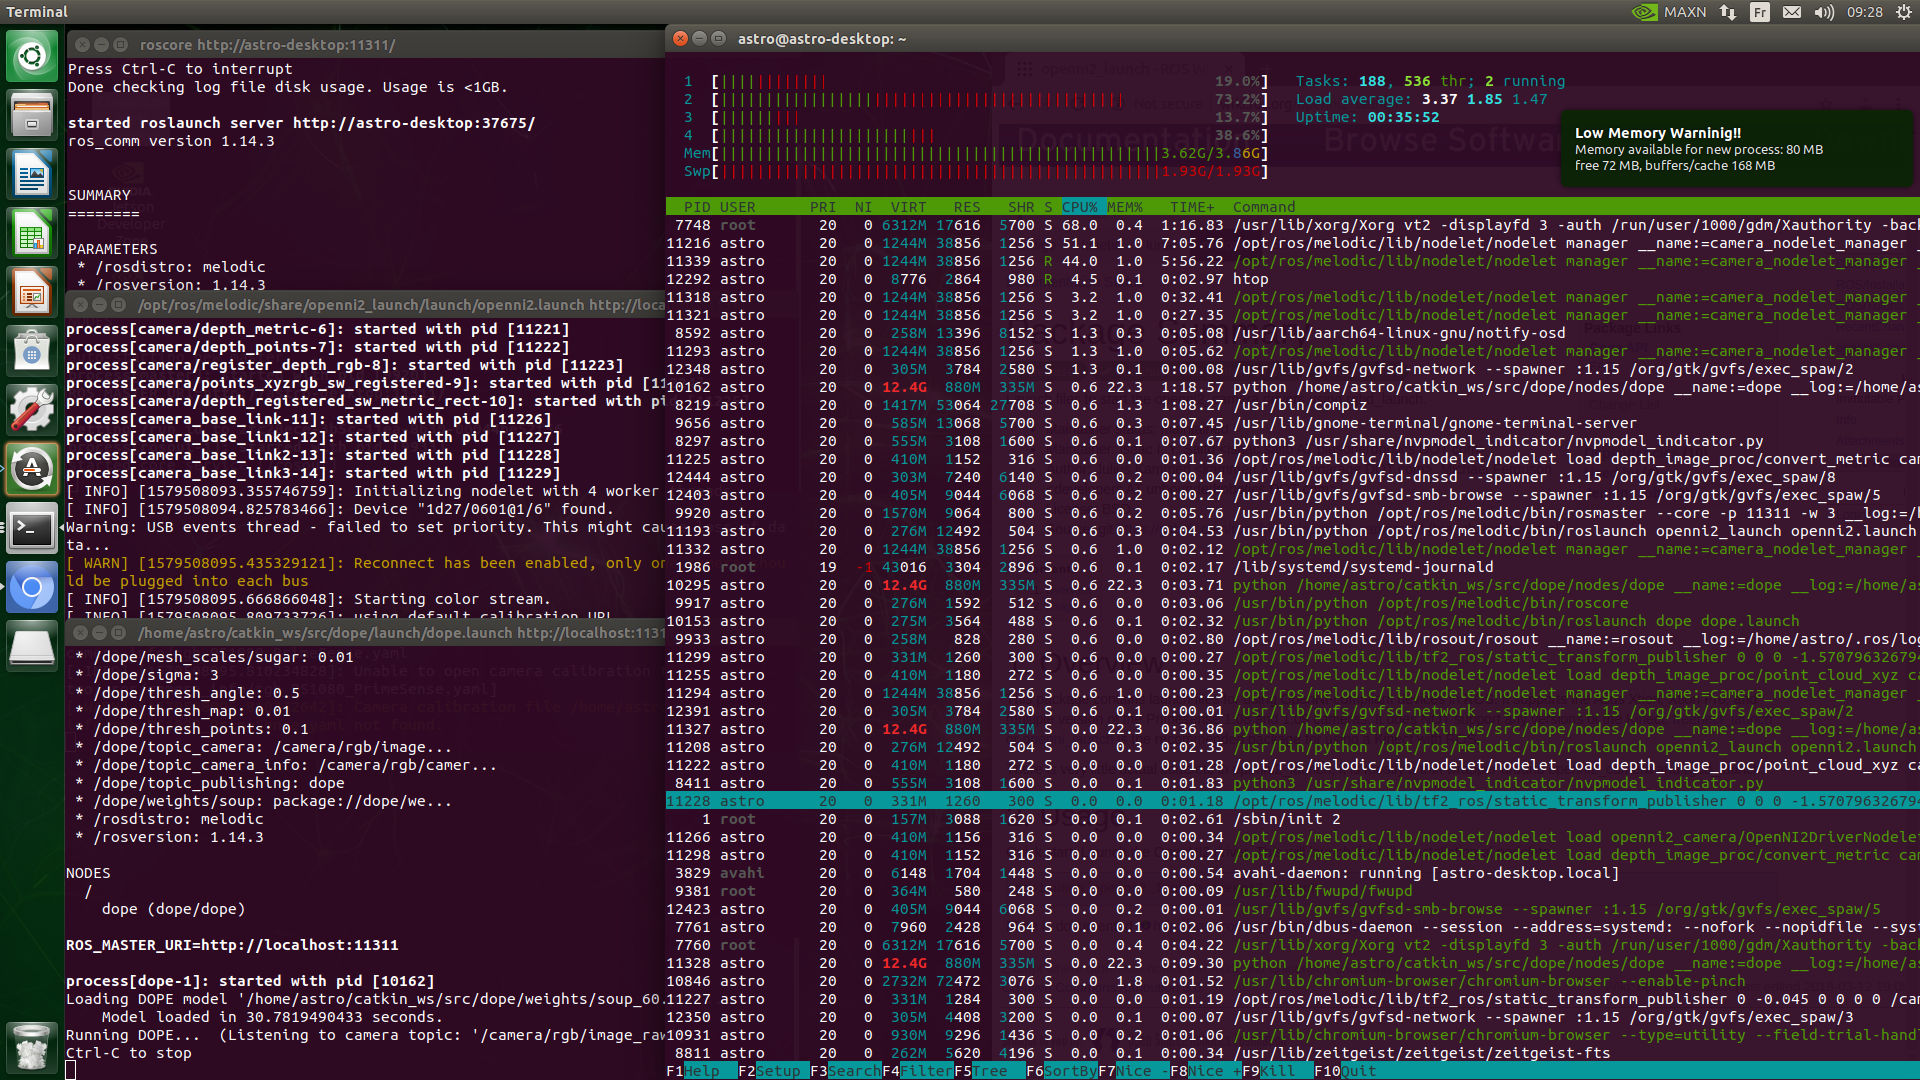 Terminal
MAXN
Fr
09:28
roscore http://astro-desktop:11311/
Press Ctrl-C to interrupt
Done checking log file disk usage. Usage is <1GB.
started roslaunch server http://astro-desktop:37675/
ros_comm version 1.14.3
SUMMARY
========
PARAMETERS
* /rosdistro: melodic
* /rosversion: 1.14.3
/opt/ros/melodic/share/openni2_launch/launch/openni2.launch http://loca
process[camera/depth_metric-6]: started with pid [11221]
process[camera/depth_points-7]: started with pid [11222]
process[camera/register_depth_rgb-8]: started with pid [11223]
process[camera/points_xyzrgb_sw_registered-9]: started with pid [11
process[camera/depth_registered_sw_metric_rect-10]: started with pi
process[camera_base_link-11]: started with pid [11226]
process[camera_base_link1-12]: started with pid [11227]
process[camera_base_link2-13]: started with pid [11228]
process[camera_base_link3-14]: started with pid [11229]
[ INFO] [1579508093.355746759]: Initializing nodelet with 4 worker
[ INFO] [1579508094.825783466]: Device "1d27/0601@1/6" found.
Warning: USB events thread - failed to set priority. This might cau
ta...
[ WARN] [1579508095.435329121]: Reconnect has been enabled, only on
ld be plugged into each bus
[ INFO] [1579508095.666866048]: Starting color stream.
[ INFO] [1579508095.809733726]: using default calibration URL
/home/astro/catkin_ws/src/dope/launch/dope.launch http://localhost:1131
* /dope/mesh_scales/sugar: 0.01
* /dope/sigma: 3
* /dope/thresh_angle: 0.5
* /dope/thresh_map: 0.01
* /dope/thresh_points: 0.1
* /dope/topic_camera: /camera/rgb/image...
* /dope/topic_camera_info: /camera/rgb/camer...
* /dope/topic_publishing: dope
* /dope/weights/soup: package://dope/we...
* /rosdistro: melodic
* /rosversion: 1.14.3
NODES
/
dope (dope/dope)
ROS_MASTER_URI=http://localhost:11311
process[dope-1]: started with pid [10162]
Loading DOPE model '/home/astro/catkin_ws/src/dope/weights/soup_60.
Model loaded in 30.7819490433 seconds.
Running DOPE... (Listening to camera topic: '/camera/rgb/image_raw
Ctrl-C to stop
astro@astro-desktop: ~
1 [ 19.0%]
2 [ 73.2%]
3 [ 13.7%]
4 [ 38.6%]
Mem[ 3.62G/3.86G]
Swp[ 1.93G/1.93G]
Tasks: 188, 536 thr; 2 running
Load average: 3.37 1.85 1.47
Uptime: 00:35:52
Low Memory Warninig!!
Memory available for new process: 80 MB
free 72 MB, buffers/cache 168 MB
PID USER PRI NI VIRT RES SHR S CPU% MEM% TIME+ Command
7748 root 20 0 6312M 17616 5700 S 68.0 0.4 1:16.83 /usr/lib/xorg/Xorg vt2 -displayfd 3 -auth /run/user/1000/gdm/Xauthority -back
11216 astro 20 0 1244M 38856 1256 S 51.1 1.0 7:05.76 /opt/ros/melodic/lib/nodelet/nodelet manager __name:=camera_nodelet_manager _
11339 astro 20 0 1244M 38856 1256 R 44.0 1.0 5:56.22 /opt/ros/melodic/lib/nodelet/nodelet manager __name:=camera_nodelet_manager _
12292 astro 20 0 8776 2864 980 R 4.5 0.1 0:02.97 htop
11318 astro 20 0 1244M 38856 1256 S 3.2 1.0 0:32.41 /opt/ros/melodic/lib/nodelet/nodelet manager __name:=camera_nodelet_manager _
11321 astro 20 0 1244M 38856 1256 S 3.2 1.0 0:27.35 /opt/ros/melodic/lib/nodelet/nodelet manager __name:=camera_nodelet_manager _
8592 astro 20 0 258M 13396 8152 S 1.3 0.3 0:05.08 /usr/lib/aarch64-linux-gnu/notify-osd
11293 astro 20 0 1244M 38856 1256 S 1.3 1.0 0:05.62 /opt/ros/melodic/lib/nodelet/nodelet manager __name:=camera_nodelet_manager _
12348 astro 20 0 305M 3784 2580 S 1.3 0.1 0:00.08 /usr/lib/gvfs/gvfsd-network --spawner :1.15 /org/gtk/gvfs/exec_spaw/2
10162 astro 20 0 12.4G 880M 335M S 0.6 22.3 1:18.57 python /home/astro/catkin_ws/src/dope/nodes/dope __name:=dope __log:=/home/as
8219 astro 20 0 1417M 53064 27708 S 0.6 1.3 1:08.27 /usr/bin/compiz
9656 astro 20 0 585M 13068 5700 S 0.6 0.3 0:07.45 /usr/lib/gnome-terminal/gnome-terminal-server
8297 astro 20 0 555M 3108 1600 S 0.6 0.1 0:07.67 python3 /usr/share/nvpmodel_indicator/nvpmodel_indicator.py
11225 astro 20 0 410M 1152 316 S 0.6 0.0 0:01.36 /opt/ros/melodic/lib/nodelet/nodelet load depth_image_proc/convert_metric cam
12444 astro 20 0 303M 7240 6140 S 0.6 0.2 0:00.04 /usr/lib/gvfs/gvfsd-dnssd --spawner :1.15 /org/gtk/gvfs/exec_spaw/8
12403 astro 20 0 405M 9044 6068 S 0.6 0.2 0:00.27 /usr/lib/gvfs/gvfsd-smb-browse --spawner :1.15 /org/gtk/gvfs/exec_spaw/5
9920 astro 20 0 1570M 9064 800 S 0.6 0.2 0:05.76 /usr/bin/python /opt/ros/melodic/bin/rosmaster --core -p 11311 -w 3 __log:=/h
11193 astro 20 0 276M 12492 504 S 0.6 0.3 0:04.53 /usr/bin/python /opt/ros/melodic/bin/roslaunch openni2_launch openni2.launch
11332 astro 20 0 1244M 38856 1256 S 0.6 1.0 0:02.12 /opt/ros/melodic/lib/nodelet/nodelet manager __name:=camera_nodelet_manager _
1986 root 19 -1 43016 3304 2896 S 0.6 0.1 0:02.17 /lib/systemd/systemd-journald
10295 astro 20 0 12.4G 880M 335M S 0.6 22.3 0:03.71 python /home/astro/catkin_ws/src/dope/nodes/dope __name:=dope __log:=/home/as
9917 astro 20 0 276M 1592 512 S 0.6 0.0 0:03.06 /usr/bin/python /opt/ros/melodic/bin/roscore
10153 astro 20 0 275M 3564 488 S 0.6 0.1 0:02.32 /usr/bin/python /opt/ros/melodic/bin/roslaunch dope dope.launch
9933 astro 20 0 258M 828 280 S 0.6 0.0 0:02.80 /opt/ros/melodic/lib/rosout/rosout __name:=rosout __log:=/home/astro/.ros/log
11299 astro 20 0 331M 1260 300 S 0.6 0.0 0:00.27 /opt/ros/melodic/lib/tf2_ros/static_transform_publisher 0 0 0 -1.570796326794
11255 astro 20 0 410M 1180 272 S 0.6 0.0 0:00.35 /opt/ros/melodic/lib/nodelet/nodelet load depth_image_proc/point_cloud_xyz ca
11294 astro 20 0 1244M 38856 1256 S 0.6 1.0 0:00.23 /opt/ros/melodic/lib/nodelet/nodelet manager __name:=camera_nodelet_manager _
12391 astro 20 0 305M 3784 2580 S 0.6 0.1 0:00.01 /usr/lib/gvfs/gvfsd-network --spawner :1.15 /org/gtk/gvfs/exec_spaw/2
11327 astro 20 0 12.4G 880M 335M S 0.0 22.3 0:36.86 python /home/astro/catkin_ws/src/dope/nodes/dope __name:=dope __log:=/home/as
11208 astro 20 0 276M 12492 504 S 0.0 0.3 0:02.35 /usr/bin/python /opt/ros/melodic/bin/roslaunch openni2_launch openni2.launch
11222 astro 20 0 410M 1180 272 S 0.0 0.0 0:01.28 /opt/ros/melodic/lib/nodelet/nodelet load depth_image_proc/point_cloud_xyz ca
8411 astro 20 0 555M 3108 1600 S 0.0 0.1 0:01.83 python3 /usr/share/nvpmodel_indicator/nvpmodel_indicator.py
11228 astro 20 0 331M 1260 300 S 0.0 0.0 0:01.18 /opt/ros/melodic/lib/tf2_ros/static_transform_publisher 0 0 0 -1.570796326794
1 root 20 0 157M 3088 1620 S 0.0 0.1 0:02.61 /sbin/init 2
11266 astro 20 0 410M 1156 316 S 0.0 0.0 0:00.34 /opt/ros/melodic/lib/nodelet/nodelet load openni2_camera/OpenNI2DriverNodelet
11298 astro 20 0 410M 1152 316 S 0.0 0.0 0:00.27 /opt/ros/melodic/lib/nodelet/nodelet load depth_image_proc/convert_metric cam
3829 avahi 20 0 6148 1704 1448 S 0.0 0.0 0:00.54 avahi-daemon: running [astro-desktop.local]
9381 root 20 0 364M 580 248 S 0.0 0.0 0:00.09 /usr/lib/fwupd/fwupd
12423 astro 20 0 405M 9044 6068 S 0.0 0.2 0:00.01 /usr/lib/gvfs/gvfsd-smb-browse --spawner :1.15 /org/gtk/gvfs/exec_spaw/5
7761 astro 20 0 7960 2428 964 S 0.0 0.1 0:02.06 /usr/bin/dbus-daemon --session --address=systemd: --nofork --nopidfile --syst
7760 root 20 0 6312M 17616 5700 S 0.0 0.4 0:04.22 /usr/lib/xorg/Xorg vt2 -displayfd 3 -auth /run/user/1000/gdm/Xauthority -back
11328 astro 20 0 12.4G 880M 335M S 0.0 22.3 0:09.30 python /home/astro/catkin_ws/src/dope/nodes/dope __name:=dope __log:=/home/as
10846 astro 20 0 2732M 72472 3076 S 0.0 1.8 0:01.52 /usr/lib/chromium-browser/chromium-browser --enable-pinch
11227 astro 20 0 331M 1284 300 S 0.0 0.0 0:01.19 /opt/ros/melodic/lib/tf2_ros/static_transform_publisher 0 -0.045 0 0 0 0 /cam
12350 astro 20 0 305M 4408 3200 S 0.0 0.1 0:00.07 /usr/lib/gvfs/gvfsd-network --spawner :1.15 /org/gtk/gvfs/exec_spaw/3
10931 astro 20 0 930M 9296 1436 S 0.0 0.2 0:01.06 /usr/lib/chromium-browser/chromium-browser --type=utility --field-trial-hand
8811 astro 20 0 262M 5620 4196 S 0.0 0.1 0:00.34 /usr/lib/zeitgeist/zeitgeist-fts
F1Help F2Setup F3SearchF4FilterF5Tree F6SortByF7Nice -F8Nice +F9Kill F10Quit